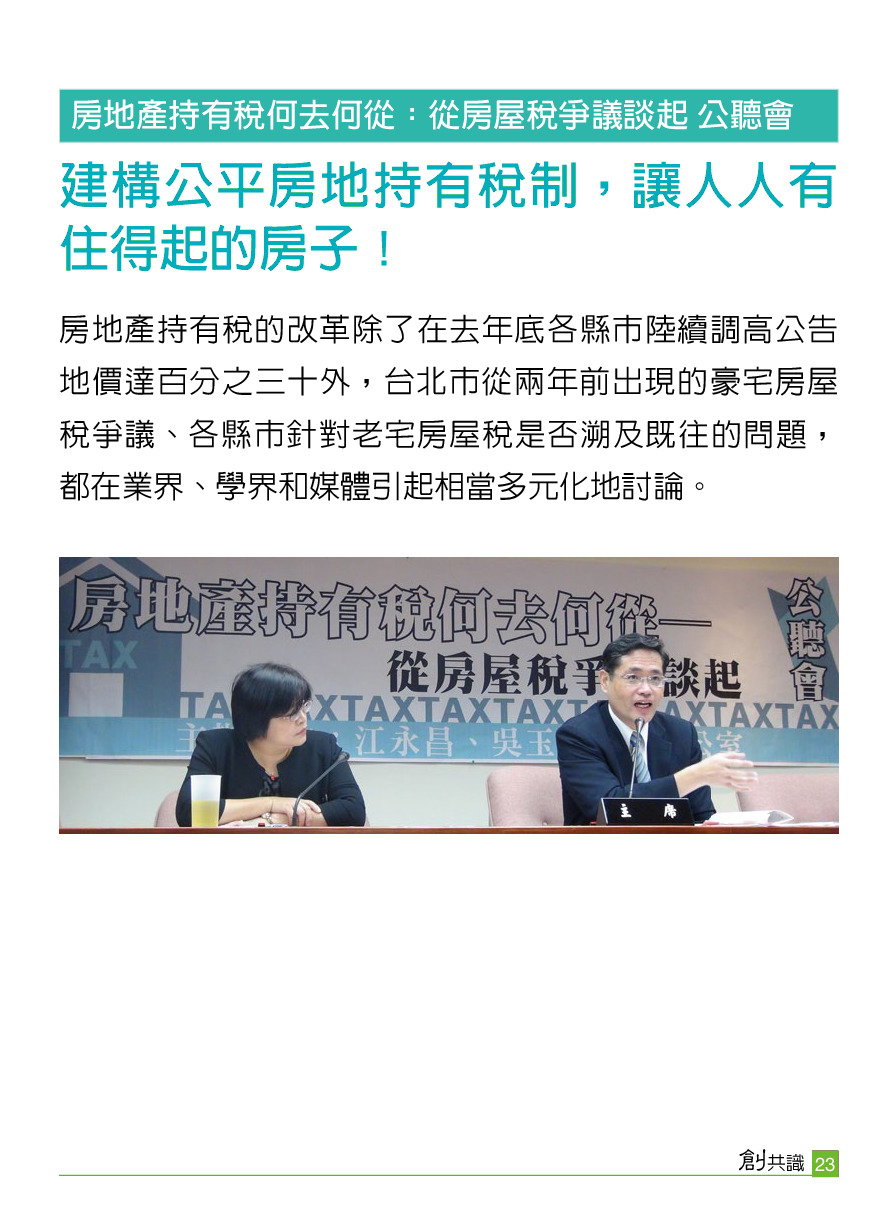 房地產持有稅何去何從：從房屋稅爭議談起 公聽會
建構公平房地持有稅制，讓人人有
住得起的房子！
房地產持有稅的改革除了在去年底各縣市陸續調高公告
地價達百分之三十外，台北市從兩年前出現的豪宅房屋
稅爭議、各縣市針對老宅房屋稅是否溯及既往的問題，
都在業界、學界和媒體引起相當多元化地討論。
房地產持有稅何去何從—
公聽會
從房屋稅爭 談起
TAX
TAXTAXTAXTAXTAX TAXTAX
主 江永昌、吳玉 公室
主 席
創共識 23